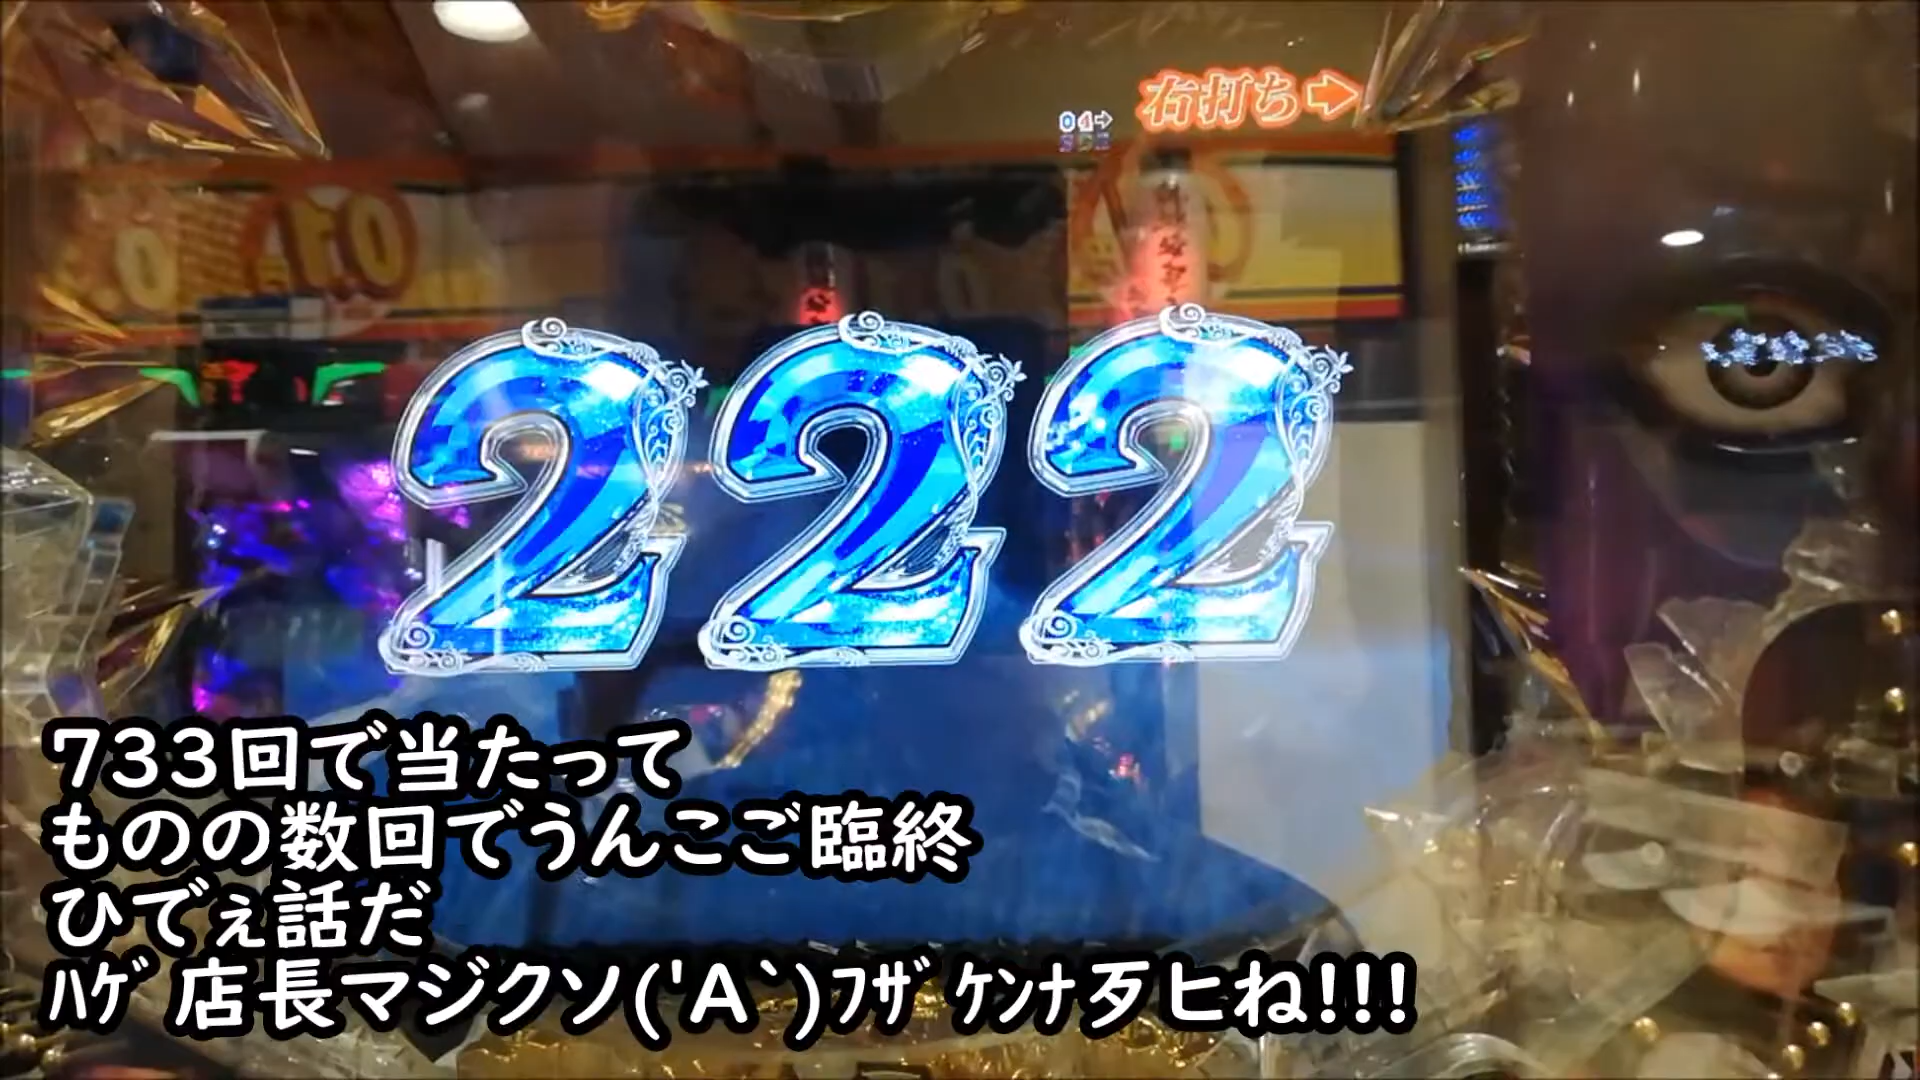 右打ち⇨
04⇨
222
733回で当たって
ものの数回でうんこご臨終
ひでぇ話だ
ﾊｹﾞ店長マジクソ('A`)ﾌｻﾞｹﾝﾅ歹ヒね!!!